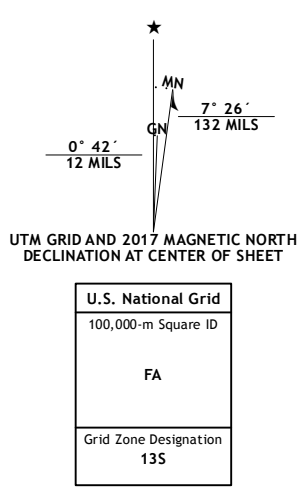 MN
GN
7° 26´
132 MILS
0° 42´
12 MILS
UTM GRID AND 2017 MAGNETIC NORTH
DECLINATION AT CENTER OF SHEET
U.S. National Grid
100,000-m Square ID
FA
Grid Zone Designation
13S